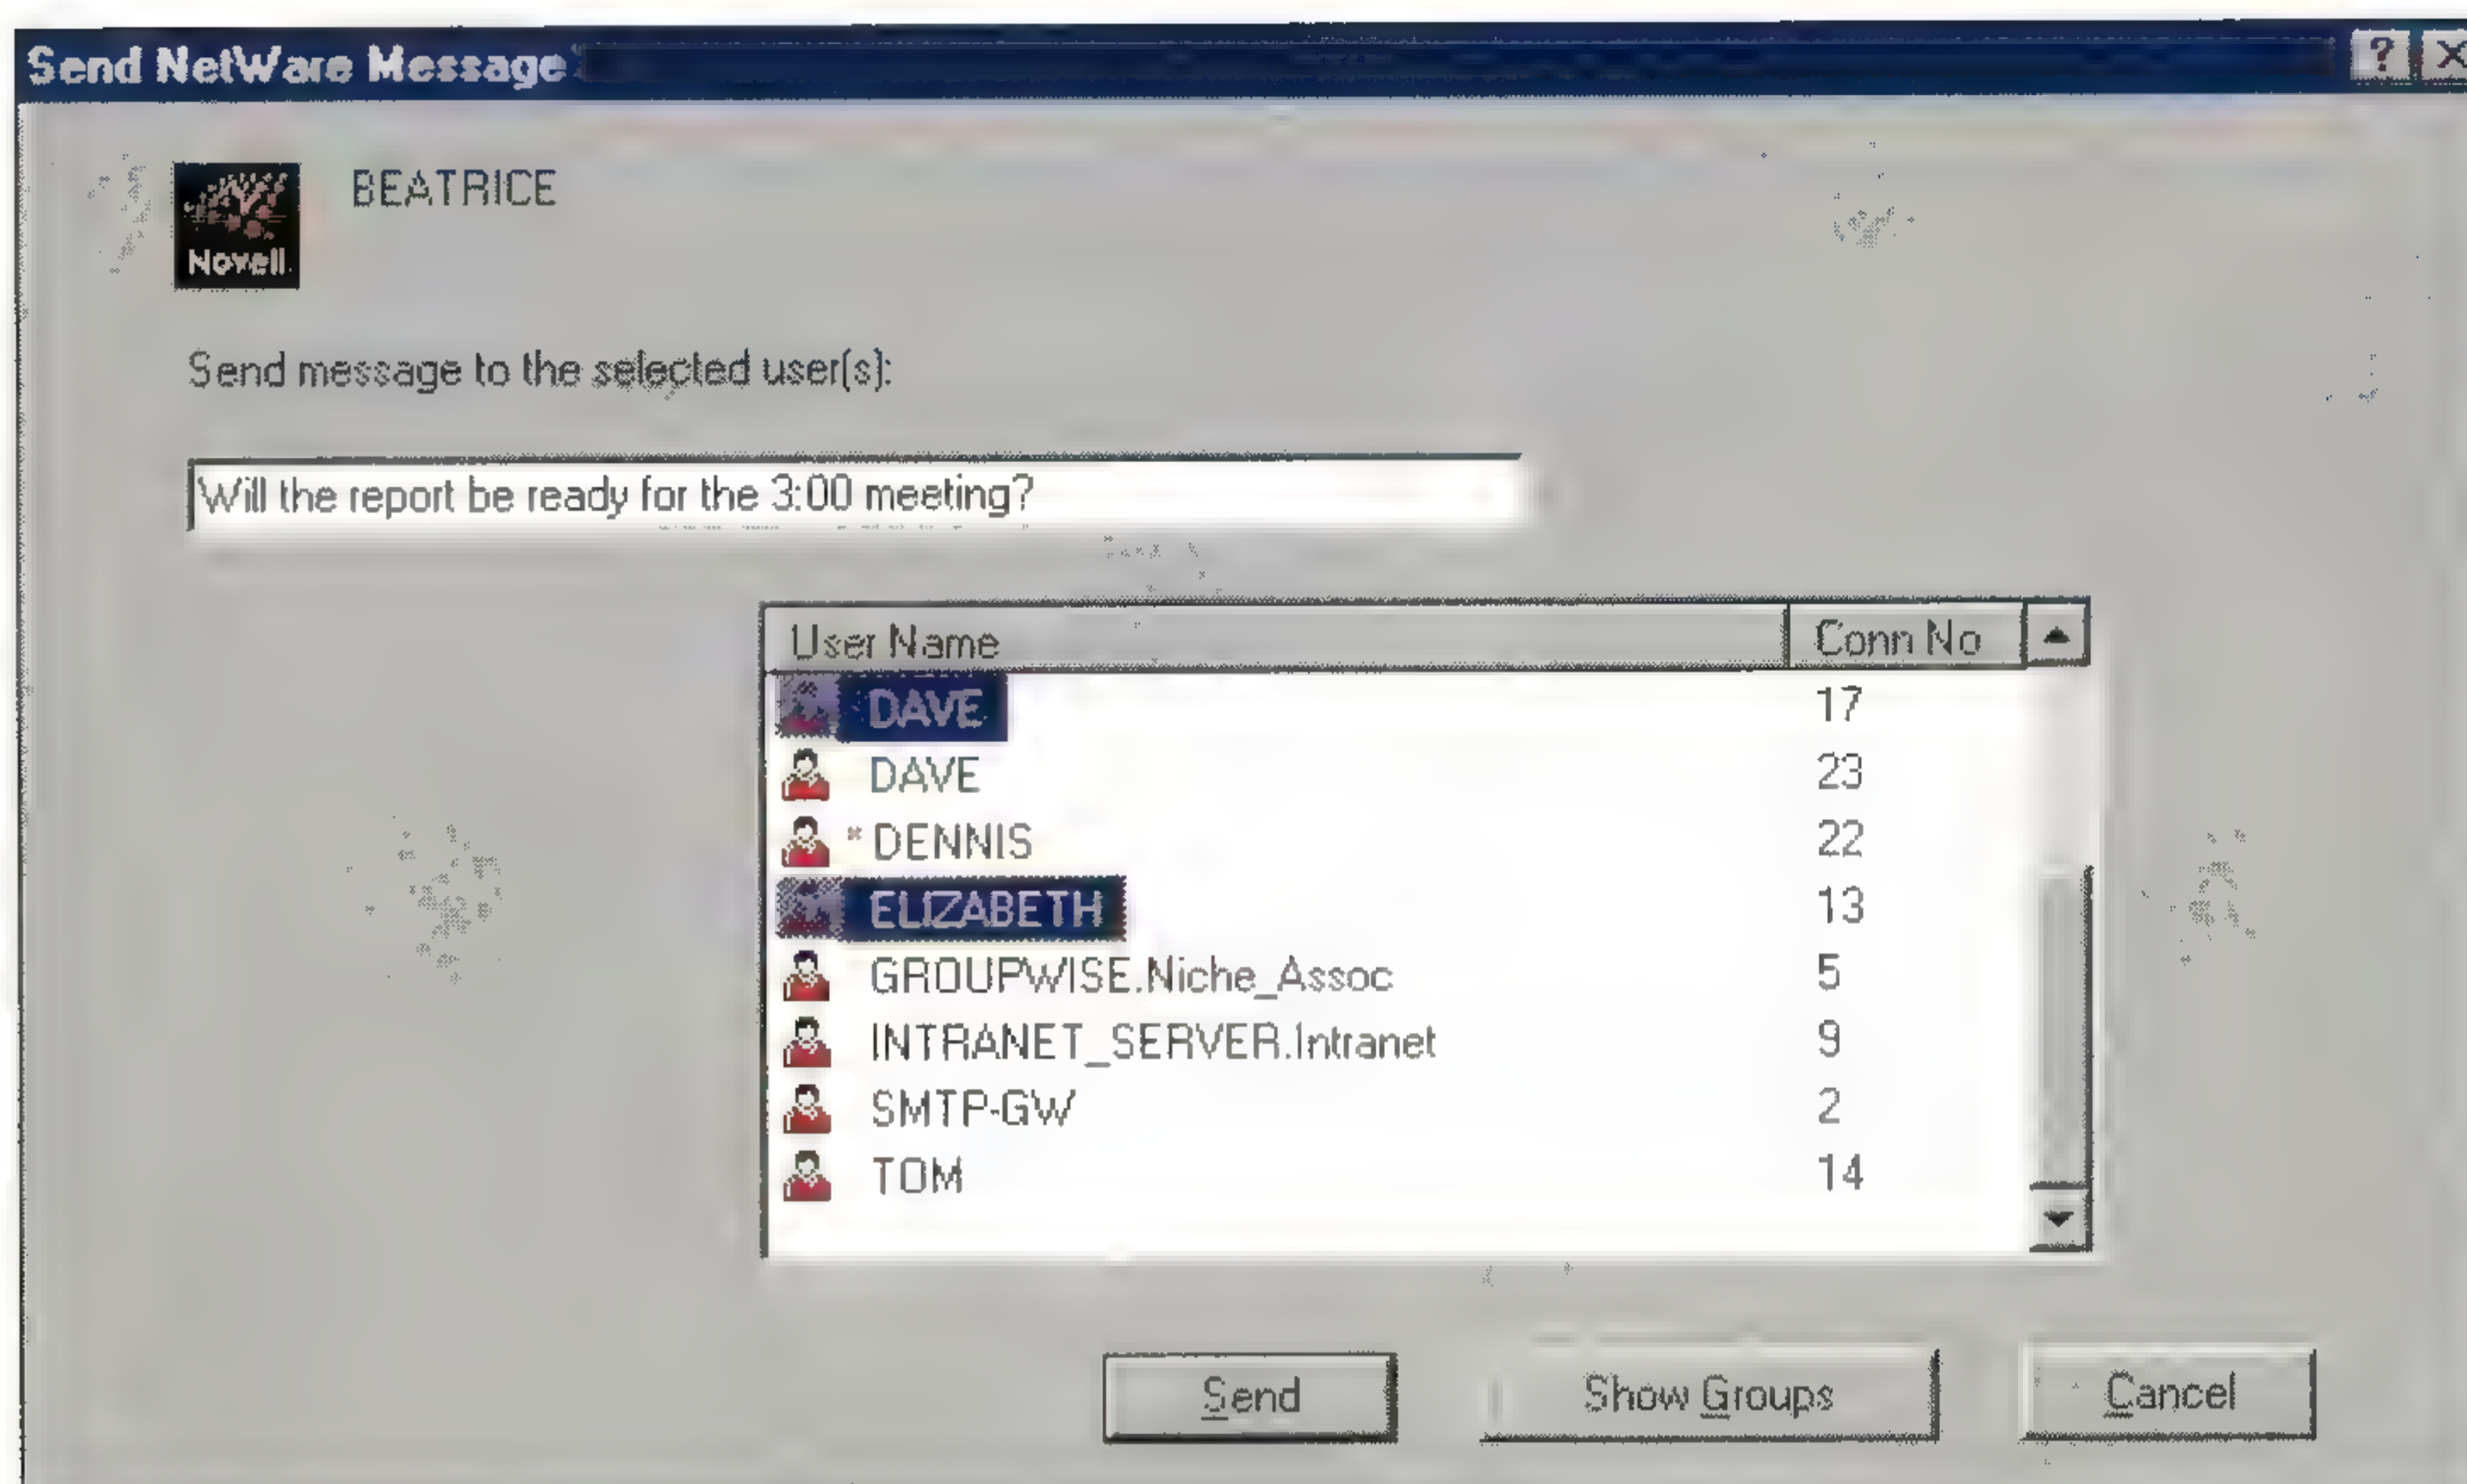 Send NetWare Message
Novell
BEATRICE
Send message to the selected user(s):
Will the report be ready for the 3:00 meeting?
User Name Conn No
DAVE 17
DAVE 23
* DENNIS 22
ELIZABETH 13
GROUPWISE.Niche_Assoc 5
INTRANET_SERVER.Intranet 9
SMTP-GW 2
TOM 14
Send Show Groups Cancel